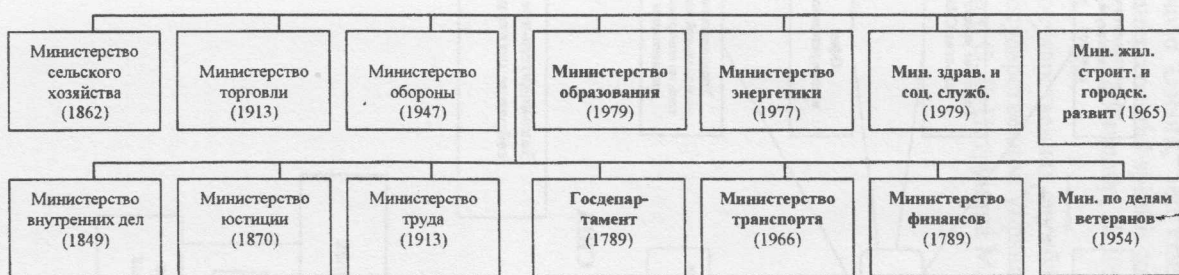 Министерство
сельского
хозяйства
(1862)
Министерство
торговли
(1913)
Министерство
обороны
(1947)
Министерство
образования
(1979)
Министерство
энергетики
(1977)
Мин. здрав. и
соц. служб.
(1979)
Мин. жил.
строит. и
городск.
развит (1965)
Министерство
внутренних дел
(1849)
Министерство
юстиции
(1870)
Министерство
труда
(1913)
Госдепар-
тамент
(1789)
Министерство
транспорта
(1966)
Министерство
финансов
(1789)
Мин. по делам
ветеранов
(1954)